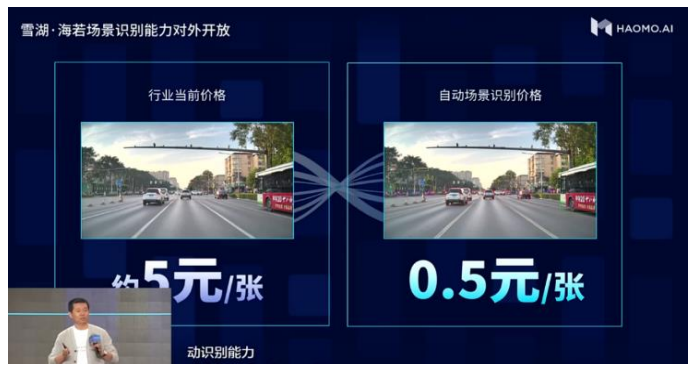 雪湖·海若场景识别能力对外开放
HAOMO.AI
行业当前价格
自动场景识别价格
约5元/张
0.5元/张
动识别能力